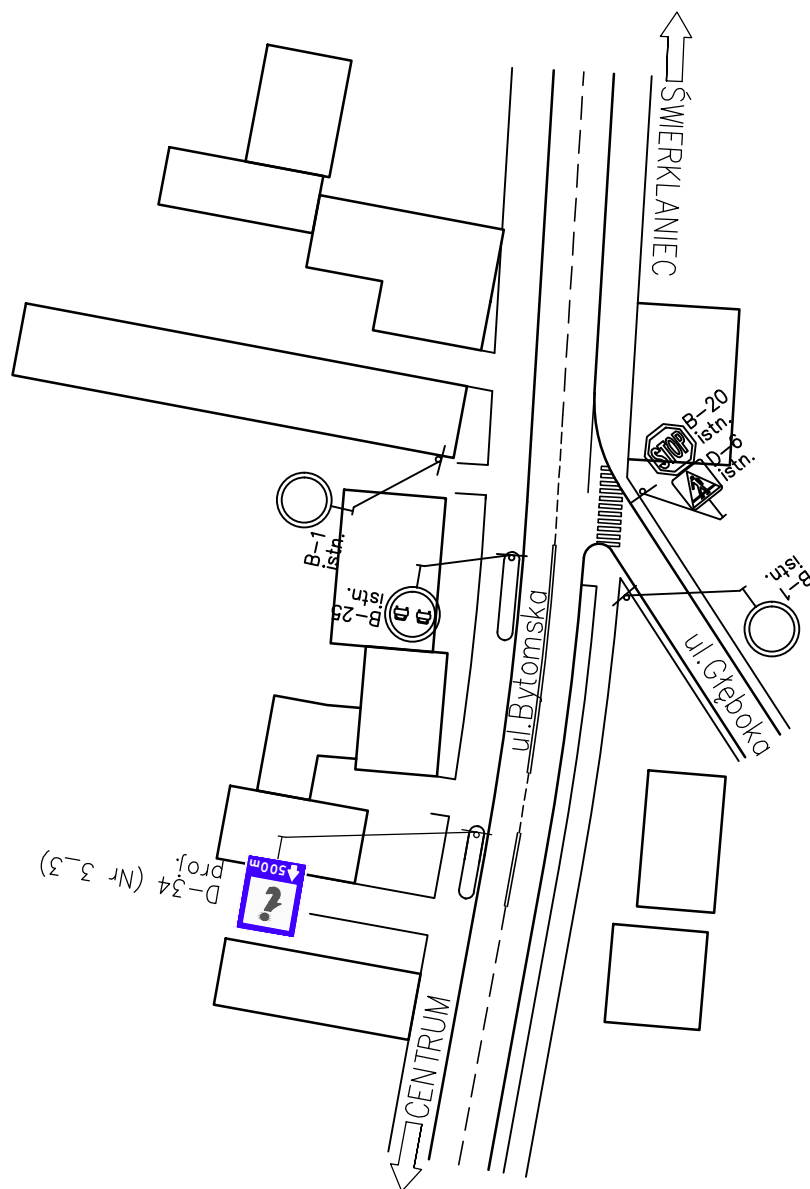 ŚWIERKLANIEC
B-20
istn.
STOP
D-6
istn.
B-1
istn.
B-25
istn.
B-1
istn.
ul.Bytomska
ul.Głęboka
D-34 (Nr 3_3)
proj.
500m
CENTRUM